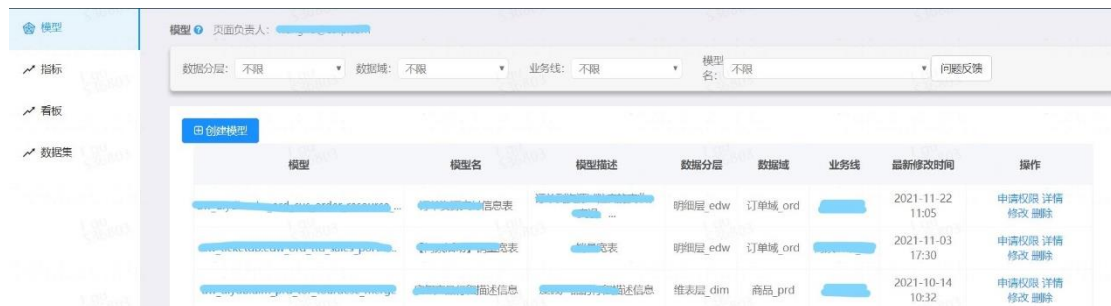 模型
指标
看板
数据集
模型 页面负责人:
数据分层: 不限 数据域: 不限 业务线: 不限 模型名: 不限 问题反馈
创建模型
模型 模型名 模型描述 数据分层 数据域 业务线 最新修改时间 操作
信息表 ... 明细层_edw 订单域_ord 2021-11-22 11:05 申请权限 详情 修改 删除
宽表 宽表 明细层_edw 订单域_ord 2021-11-03 17:30 申请权限 详情 修改 删除
描述信息 描述信息 维表层_dim 商品_prd 2021-10-14 10:32 申请权限 详情 修改 删除